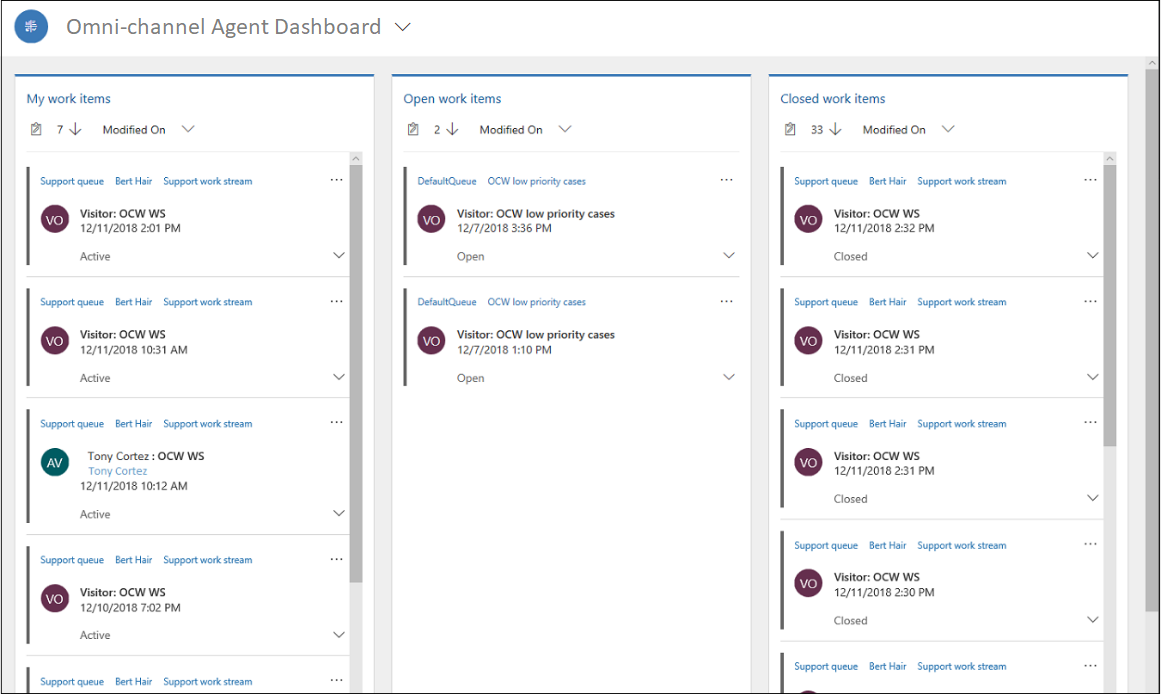 Omni-channel Agent Dashboard
My work items
7 Modified On
Support queue Bert Hair Support work stream
VO Visitor: OCW WS
12/11/2018 2:01 PM
Active
Support queue Bert Hair Support work stream
VO Visitor: OCW WS
12/11/2018 10:31 AM
Active
Support queue Bert Hair Support work stream
AV Tony Cortez : OCW WS
Tony Cortez
12/11/2018 10:12 AM
Active
Support queue Bert Hair Support work stream
VO Visitor: OCW WS
12/10/2018 7:02 PM
Active
Support queue Bert Hair Support work stream
Open work items
2 Modified On
DefaultQueue OCW low priority cases
VO Visitor: OCW low priority cases
12/7/2018 3:36 PM
Open
DefaultQueue OCW low priority cases
VO Visitor: OCW low priority cases
12/7/2018 1:10 PM
Open
Closed work items
33 Modified On
Support queue Bert Hair Support work stream
VO Visitor: OCW WS
12/11/2018 2:32 PM
Closed
Support queue Bert Hair Support work stream
VO Visitor: OCW WS
12/11/2018 2:31 PM
Closed
Support queue Bert Hair Support work stream
VO Visitor: OCW WS
12/11/2018 2:31 PM
Closed
Support queue Bert Hair Support work stream
VO Visitor: OCW WS
12/11/2018 2:30 PM
Closed
Support queue Bert Hair Support work stream